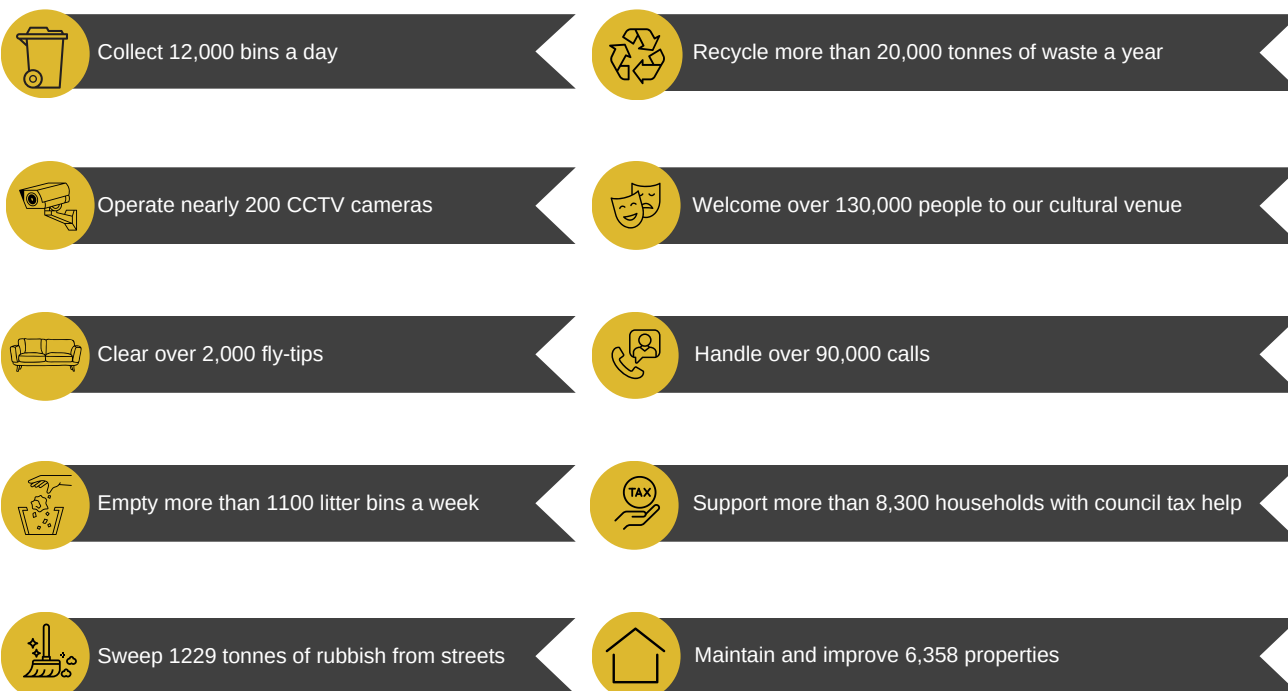 Collect 12,000 bins a day
Recycle more than 20,000 tonnes of waste a year
Operate nearly 200 CCTV cameras
Welcome over 130,000 people to our cultural venue
Clear over 2,000 fly-tips
Handle over 90,000 calls
Empty more than 1100 litter bins a week
TAX
Support more than 8,300 households with council tax help
Sweep 1229 tonnes of rubbish from streets
Maintain and improve 6,358 properties